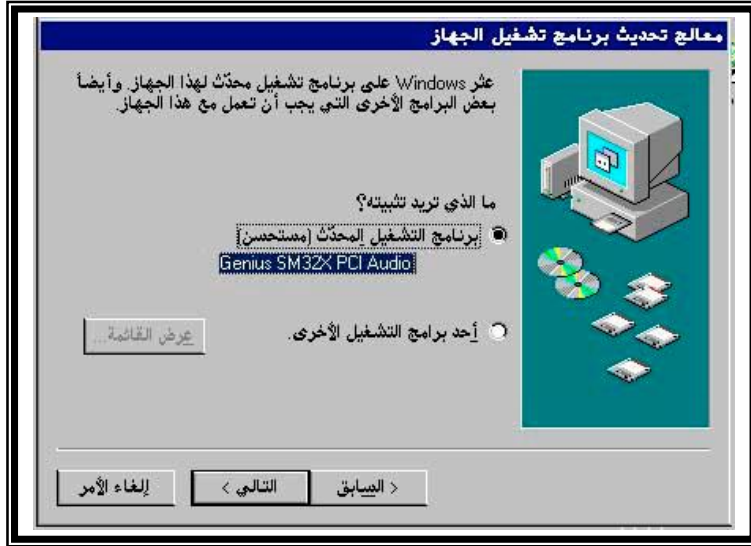 معالج تحديث برنامج تشغيل الجهاز
عثر Windows على برنامج تشغيل محدّث لهذا الجهاز. وأيضاً
بعض البرامج الأخرى التي يجب أن تعمل مع هذا الجهاز.
ما الذي تريد تثبيته؟
برنامج التشغيل المحدّث (مستحسن)
Genius SM32X PCI Audio
أحد برامج التشغيل الأخرى.
عرض القائمة...
< السابق
التالي >
إلغاء الأمر